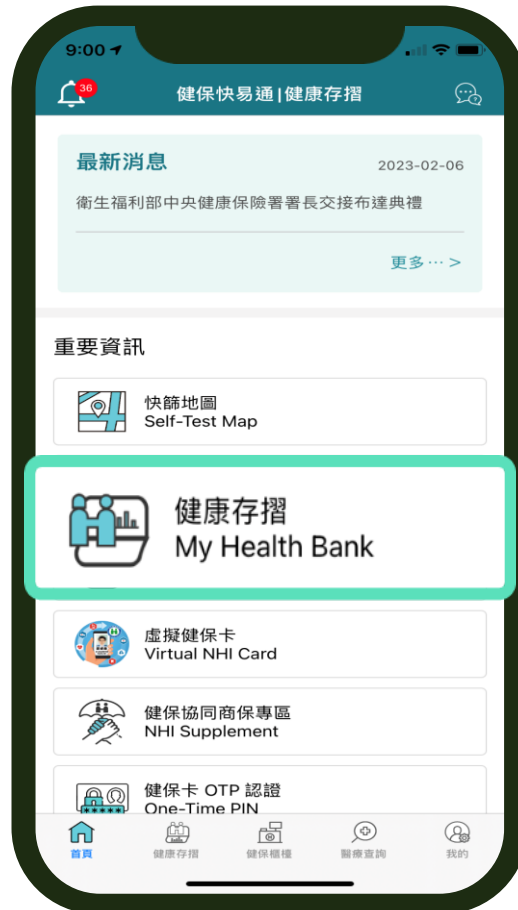 9:00
36
健保快易通|健康存摺
最新消息
2023-02-06
衛生福利部中央健康保險署署長交接布達典禮
更多… >
重要資訊
快篩地圖
Self-Test Map
健康存摺
My Health Bank
虛擬健保卡
Virtual NHI Card
健保協同商保專區
NHI Supplement
健保卡 OTP 認證
One-Time PIN
首頁
健康存摺
健保櫃檯
醫療查詢
我的